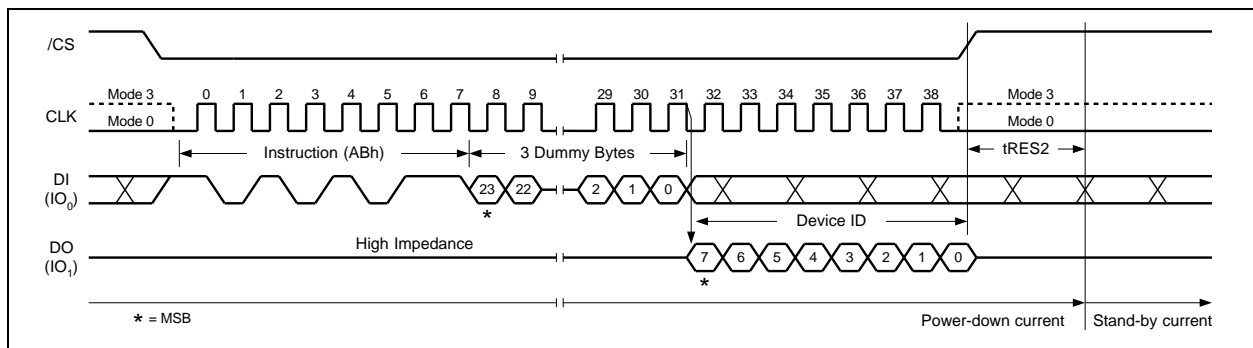 /CS
Mode 3 0 1 2 3 4 5 6 7 8 9 29 30 31 32 33 34 35 36 37 38 Mode 3
CLK
Mode 0 Mode 0
Instruction (ABh) 3 Dummy Bytes tRES2
DI
(IO0)
23 22 2 1 0
*
Device ID
High Impedance
DO
(IO1)
7 6 5 4 3 2 1 0
*
* = MSB
Power-down current Stand-by current